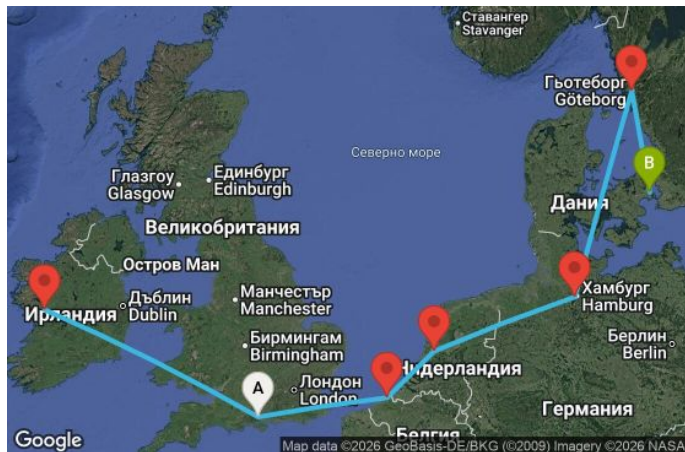 Ставангер
Stavanger
Гьотеборг
Göteborg
Северно море
Глазгоу
Glasgow
Единбург
Edinburgh
B
Дания
Великобритания
Остров Ман
Хамбург
Hamburg
Манчестър
Manchester
Дъблин
Dublin
Ирландия
Бирмингам
Birmingham
Берлин
Berlin
Нидерландия
A
Лондон
London
Германия
Белгия
Google
Map data ©2026 GeoBasis-DE/BKG (©2009) Imagery ©2026 NASA